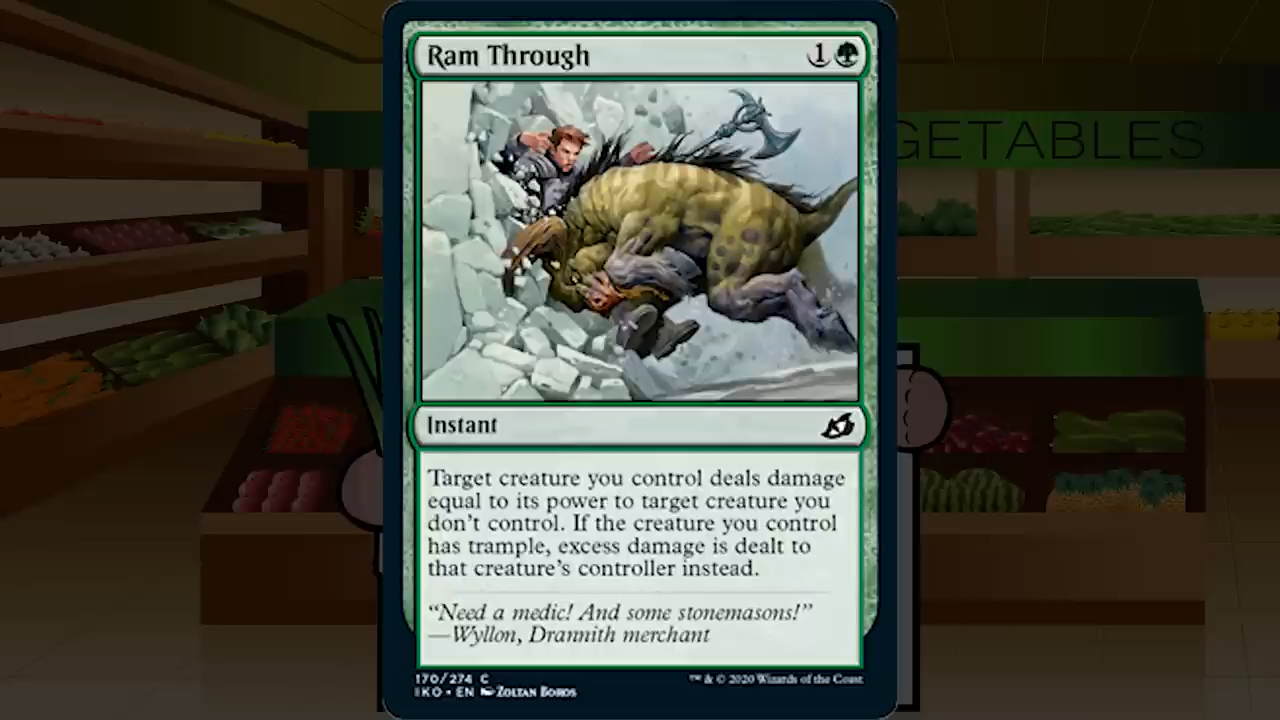 Ram Through
1
GETABLES
Instant
Target creature you control deals damage
equal to its power to target creature you
don't control. If the creature you control
has trample, excess damage is dealt to
that creature's controller instead.
"Need a medic! And some stonemasons!"
—Wyllon, Drannith merchant
170/274 C
™ & © 2020 Wizards of the Coast
IKO • EN Zoltan Boros